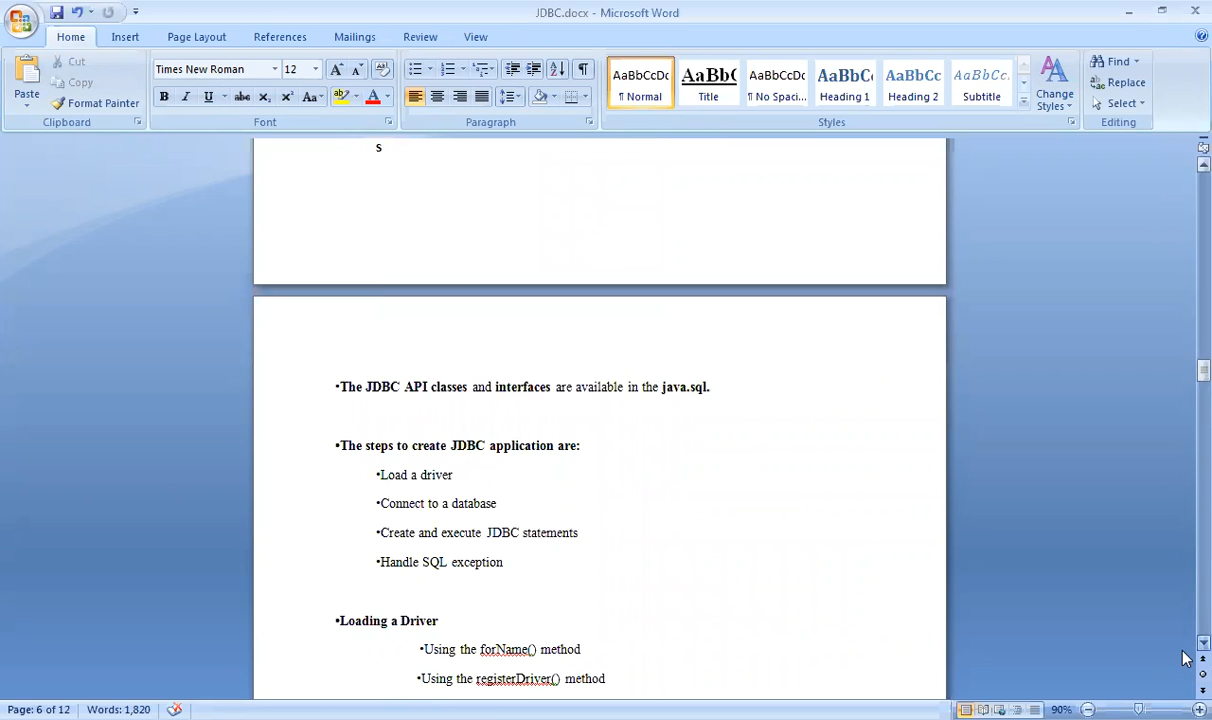 JDBC.docx - Microsoft Word
Home Insert Page Layout References Mailings Review View
Paste
Cut
Copy
Format Painter
Clipboard
Times New Roman 12
B I U abc X₂ X² Aa
Font
Paragraph
AaBbCcDc AaBbC AaBbCcDc AaBbCc AaBbCc AaBbCcDc.
¶ Normal Title ¶ No Spaci... Heading 1 Heading 2 Subtitle
Change Styles
Styles
Find
Replace
Select
Editing
s
•The JDBC API classes and interfaces are available in the java.sql.
•The steps to create JDBC application are:
•Load a driver
•Connect to a database
•Create and execute JDBC statements
•Handle SQL exception
•Loading a Driver
•Using the forName() method
•Using the registerDriver() method
Page: 6 of 12 Words: 1,820 90%